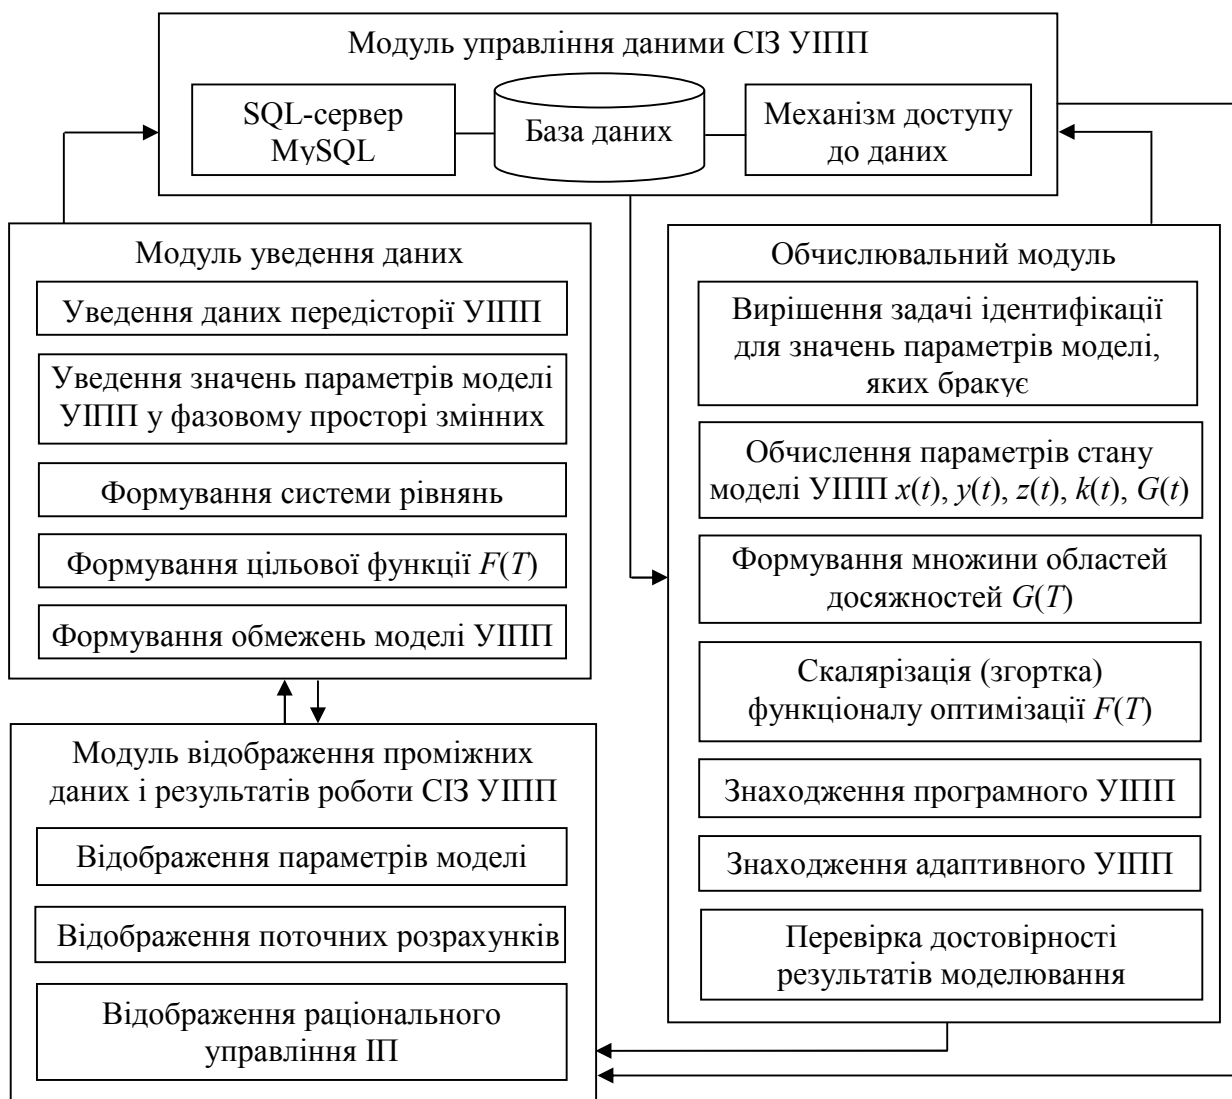 Модуль управління даними СІЗ УІПП
SQL-сервер
MySQL
База даних
Механізм доступу
до даних
Модуль уведення даних
Уведення даних передісторії УІПП
Уведення значень параметрів моделі
УІПП у фазовому просторі змінних
Формування системи рівнянь
Формування цільової функції F(T)
Формування обмежень моделі УІПП
Модуль відображення проміжних
даних і результатів роботи СІЗ УІПП
Відображення параметрів моделі
Відображення поточних розрахунків
Відображення раціонального
управління ІП
Обчислювальний модуль
Вирішення задачі ідентифікації
для значень параметрів моделі,
яких бракує
Обчислення параметрів стану
моделі УІПП x(t), y(t), z(t), k(t), G(t)
Формування множини областей
досяжностей G(T)
Скаляризація (згортка)
функціоналу оптимізації F(T)
Знаходження програмного УІПП
Знаходження адаптивного УІПП
Перевірка достовірності
результатів моделювання